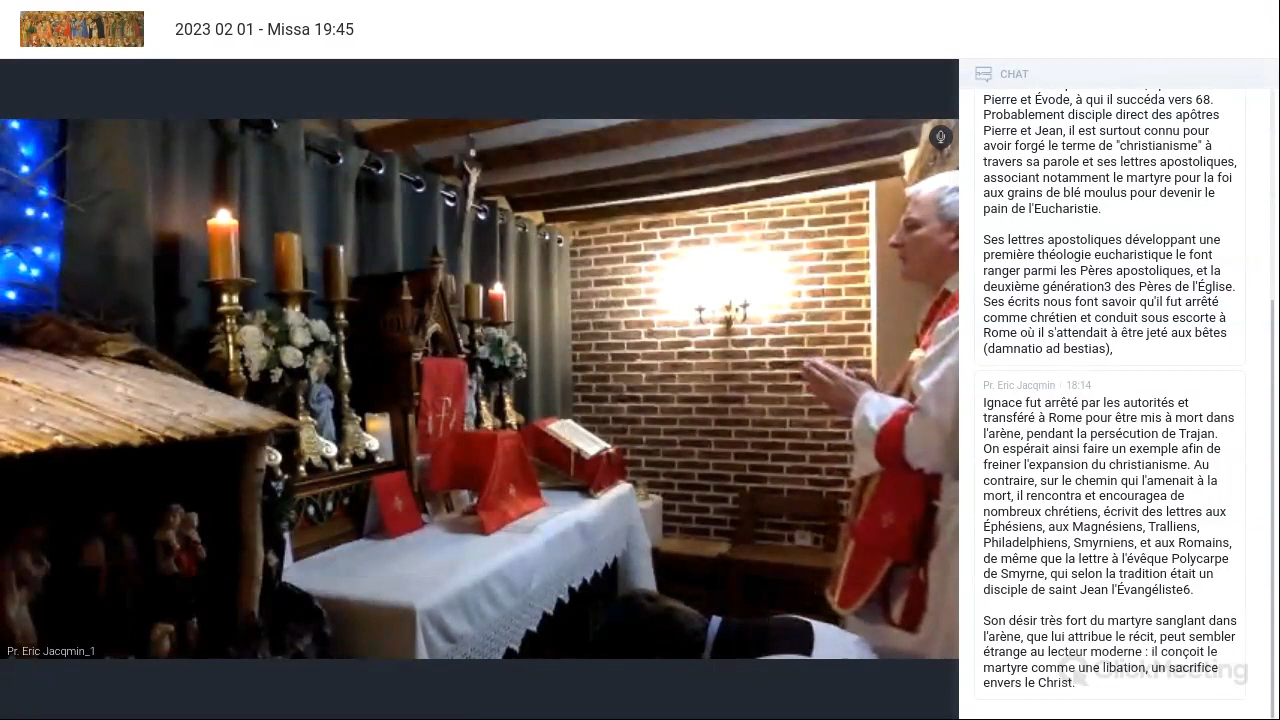 2023 02 01 - Missa 19:45
CHAT
Pierre et Évode, à qui il succéda vers 68.
Probablement disciple direct des apôtres
Pierre et Jean, il est surtout connu pour
avoir forgé le terme de "christianisme" à
travers sa parole et ses lettres apostoliques,
associant notamment le martyre pour la foi
aux grains de blé moulus pour devenir le
pain de l'Eucharistie.
Ses lettres apostoliques développant une
première théologie eucharistique le font
ranger parmi les Pères apostoliques, et la
deuxième génération3 des Pères de l'Église.
Ses écrits nous font savoir qu'il fut arrêté
comme chrétien et conduit sous escorte à
Rome où il s'attendait à être jeté aux bêtes
(damnatio ad bestias),
Pr. Eric Jacqmin 18:14
Ignace fut arrêté par les autorités et
transféré à Rome pour être mis à mort dans
l'arène, pendant la persécution de Trajan.
On espérait ainsi faire un exemple afin de
freiner l'expansion du christianisme. Au
contraire, sur le chemin qui l'amenait à la
mort, il rencontra et encouragea de
nombreux chrétiens, écrivit des lettres aux
Éphésiens, aux Magnésiens, Tralliens,
Philadelphiens, Smyrniens, et aux Romains,
de même que la lettre à l'évêque Polycarpe
de Smyrne, qui selon la tradition était un
disciple de saint Jean l'Évangéliste6.
Son désir très fort du martyre sanglant dans
l'arène, que lui attribue le récit, peut sembler
étrange au lecteur moderne : il conçoit le
martyre comme une libation, un sacrifice
envers le Christ.
ClickMeeting
Pr. Eric Jacqmin_1